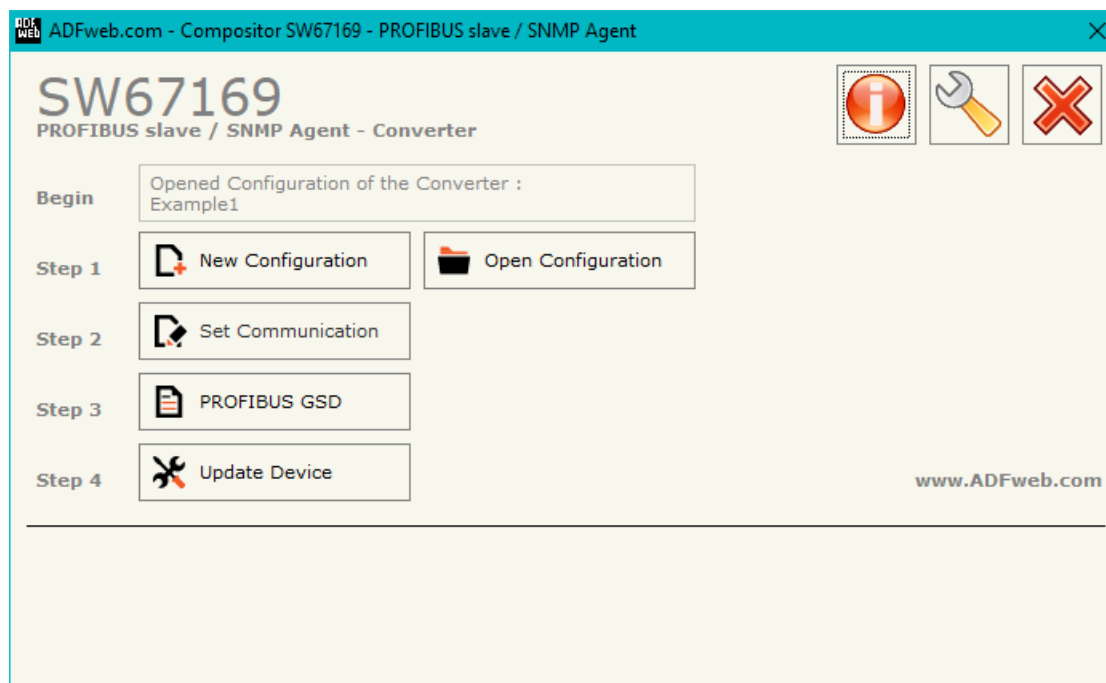 ADF
WEB
ADFweb.com - Compositor SW67169 - PROFIBUS slave / SNMP Agent
SW67169
PROFIBUS slave / SNMP Agent - Converter
Begin
Opened Configuration of the Converter :
Example1
Step 1
New Configuration
Open Configuration
Step 2
Set Communication
Step 3
PROFIBUS GSD
Step 4
Update Device
www.ADFweb.com